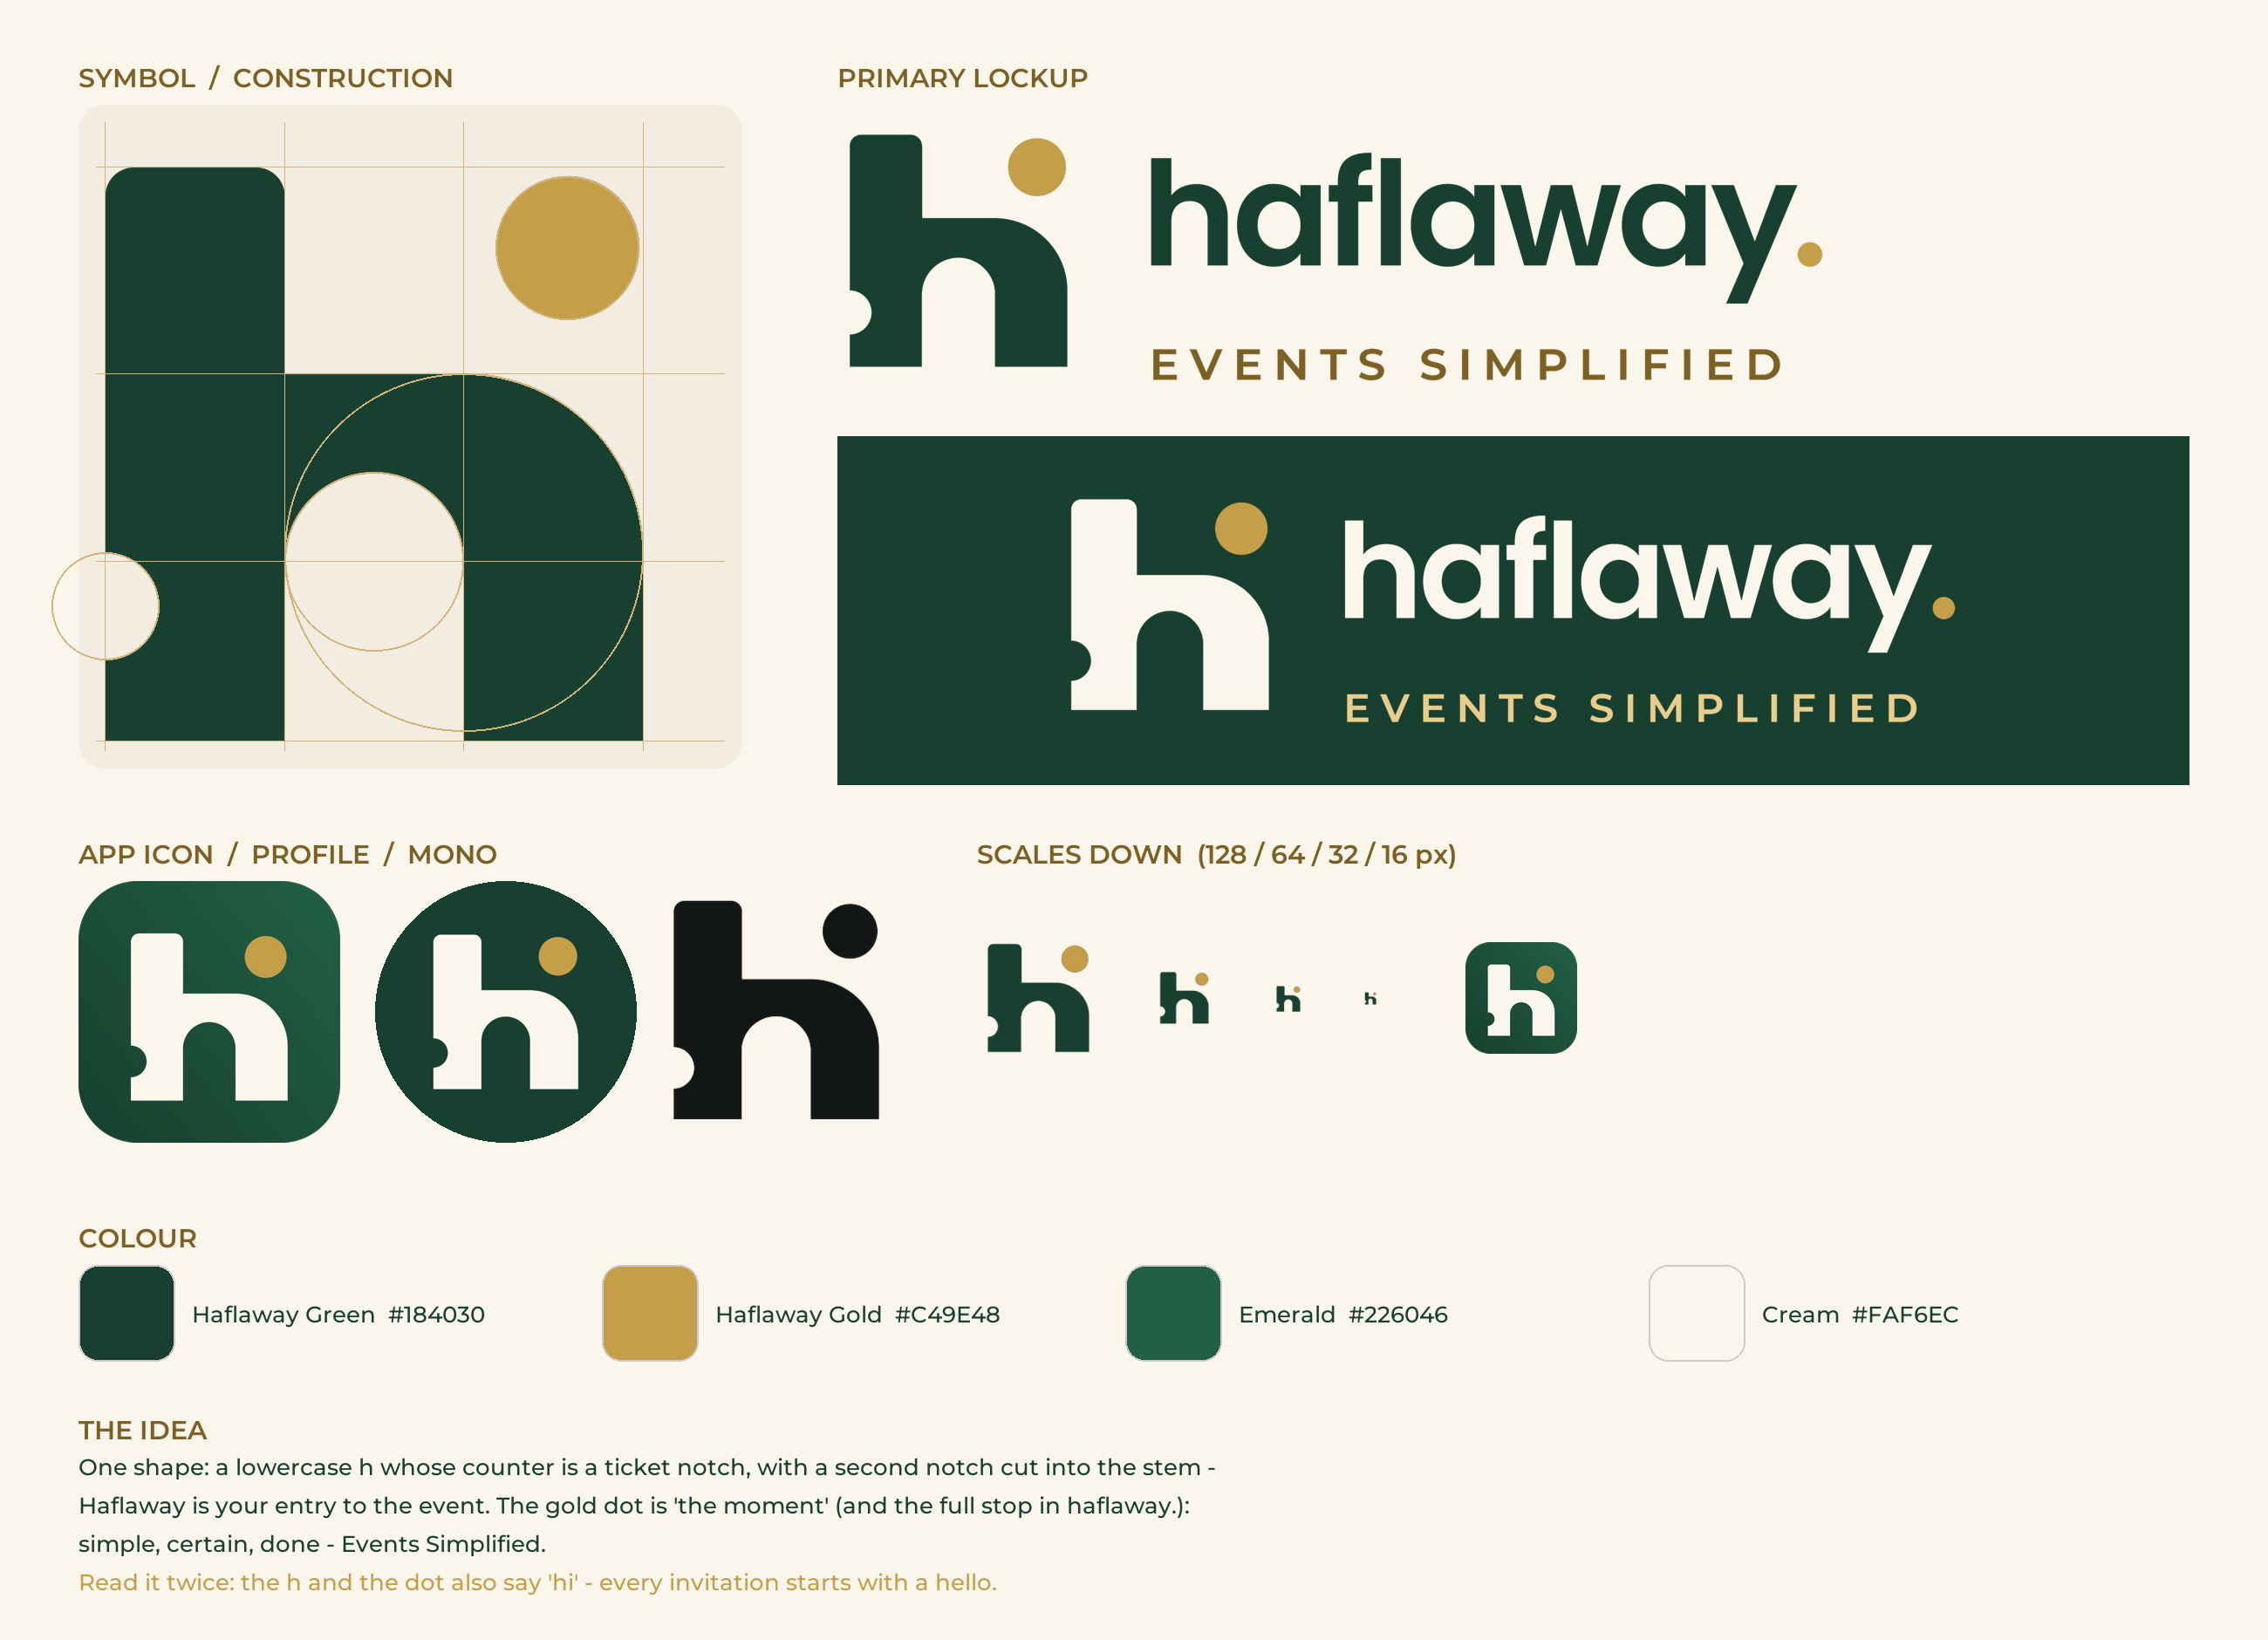 SYMBOL / CONSTRUCTION
PRIMARY LOCKUP
haflaway.
EVENTS SIMPLIFIED
haflaway.
EVENTS SIMPLIFIED
APP ICON / PROFILE / MONO
SCALES DOWN (128 / 64 / 32 / 16 px)
COLOUR
Haflaway Green #184030
Haflaway Gold #C49E48
Emerald #226046
Cream #FAF6EC
THE IDEA
One shape: a lowercase h whose counter is a ticket notch, with a second notch cut into the stem -
Haflaway is your entry to the event. The gold dot is 'the moment' (and the full stop in haflaway.):
simple, certain, done - Events Simplified.
Read it twice: the h and the dot also say 'hi' - every invitation starts with a hello.